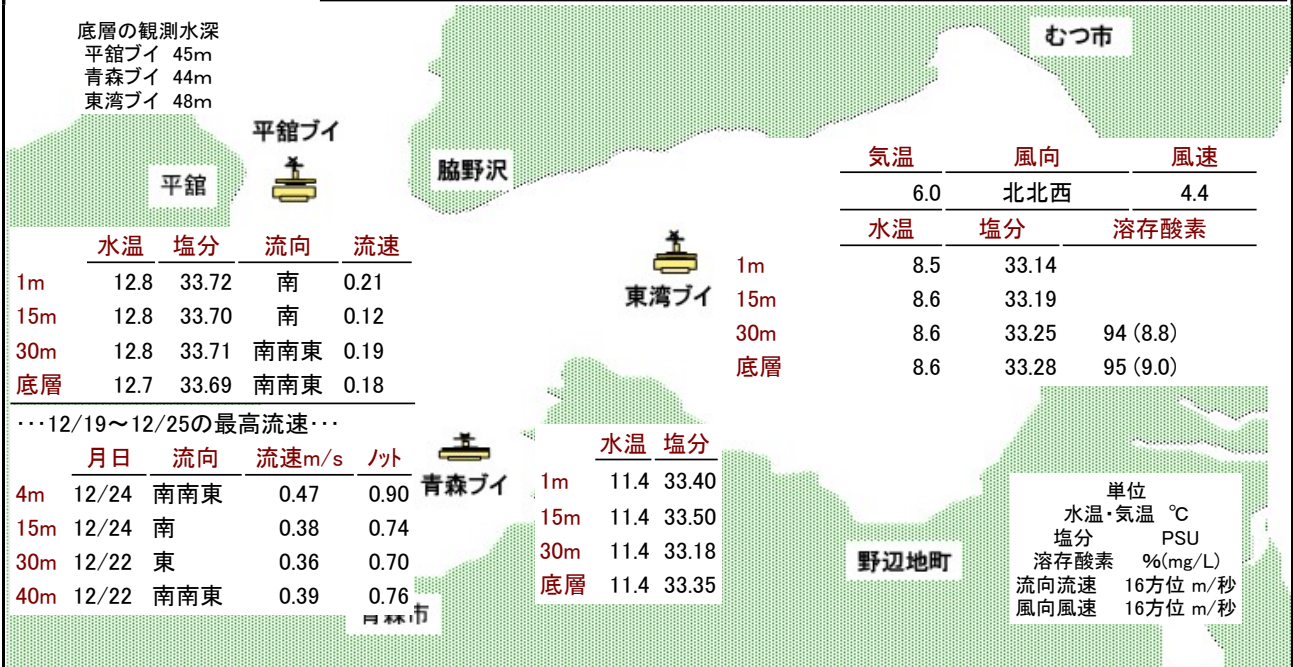 底層の観測水深
平舘ブイ 45m
青森ブイ 44m
東湾ブイ 48m
むつ市
平舘ブイ
平舘
脇野沢
気温 風向 風速
6.0 北北西 4.4
水温 塩分 溶存酸素
1m 8.5 33.14
15m 8.6 33.19
30m 8.6 33.25 94 (8.8)
底層 8.6 33.28 95 (9.0)
東湾ブイ
水温 塩分 流向 流速
1m 12.8 33.72 南 0.21
15m 12.8 33.70 南 0.12
30m 12.8 33.71 南南東 0.19
底層 12.7 33.69 南南東 0.18
…12/19~12/25の最高流速…
月日 流向 流速m/s ノット
4m 12/24 南南東 0.47 0.90
15m 12/24 南 0.38 0.74
30m 12/22 東 0.36 0.70
40m 12/22 南南東 0.39 0.76
青森ブイ
水温 塩分
1m 11.4 33.40
15m 11.4 33.50
30m 11.4 33.18
底層 11.4 33.35
青森市
野辺地町
単位
水温・気温 ℃
塩分 PSU
溶存酸素 %(mg/L)
流向流速 16方位 m/秒
風向風速 16方位 m/秒